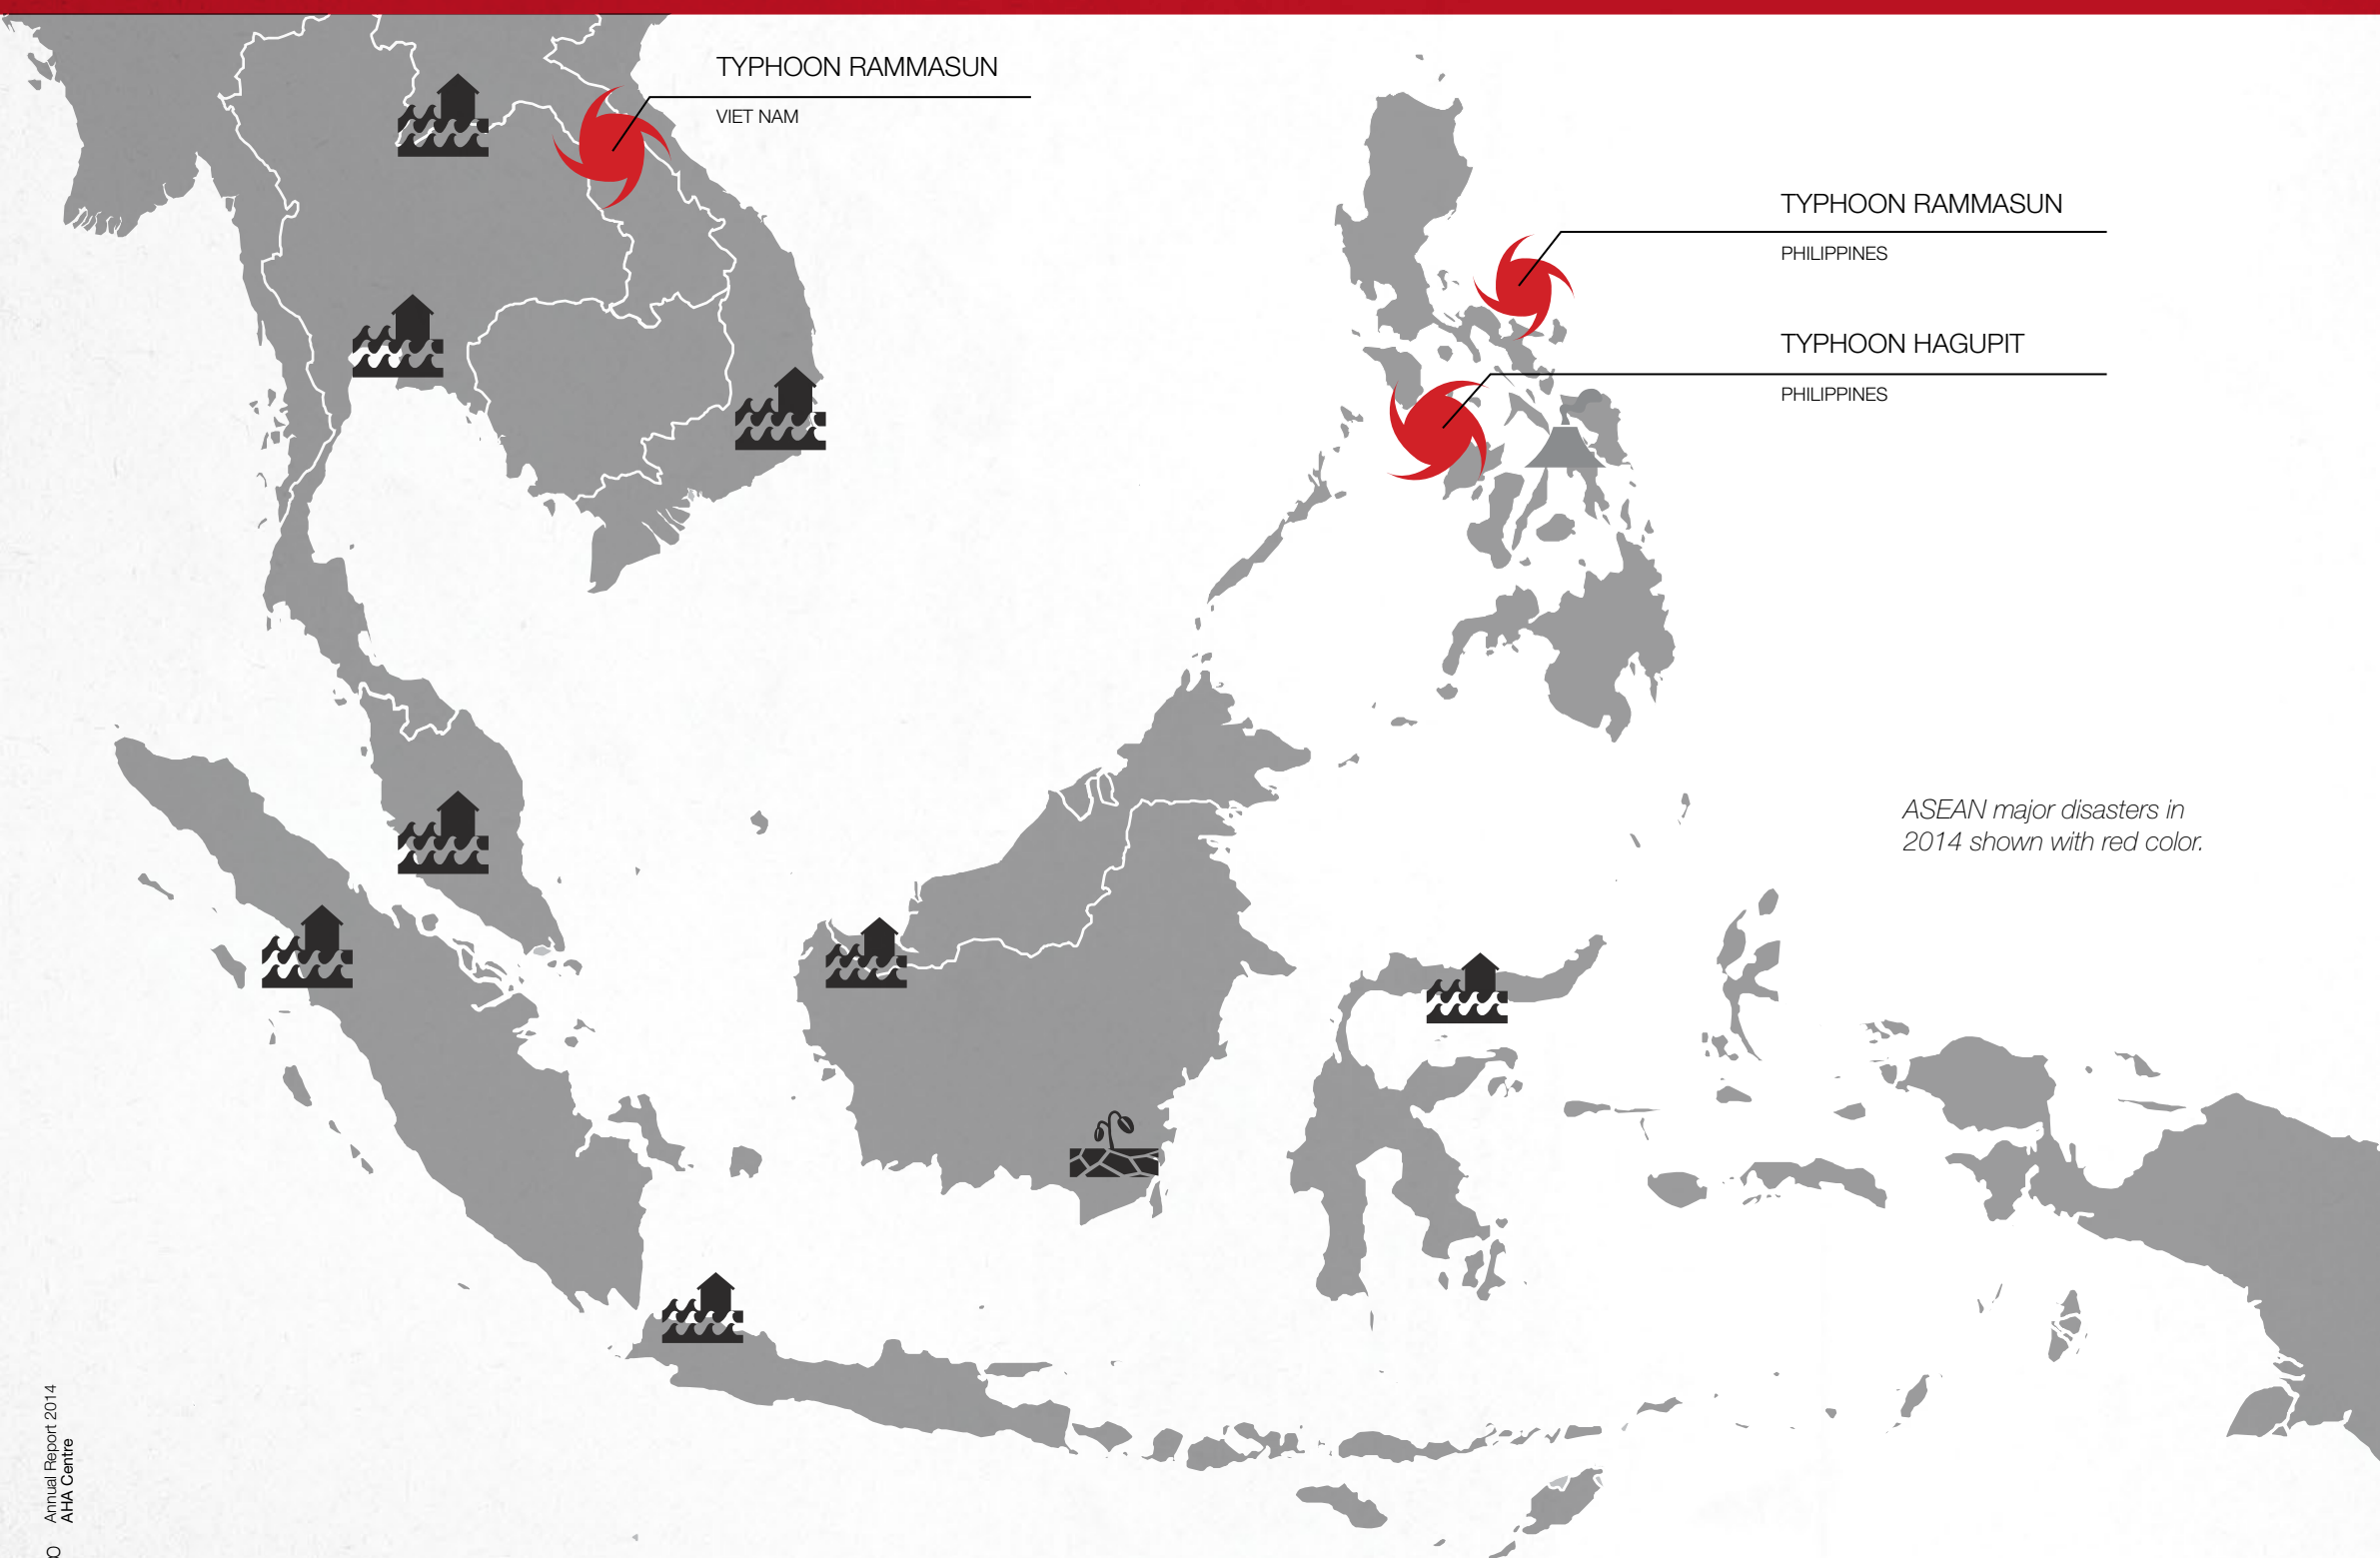 TYPHOON RAMMASUN
VIET NAM
TYPHOON RAMMASUN
PHILIPPINES
TYPHOON HAGUPIT
PHILIPPINES
ASEAN major disasters in
2014 shown with red color.
Annual Report 2014
AHA Centre